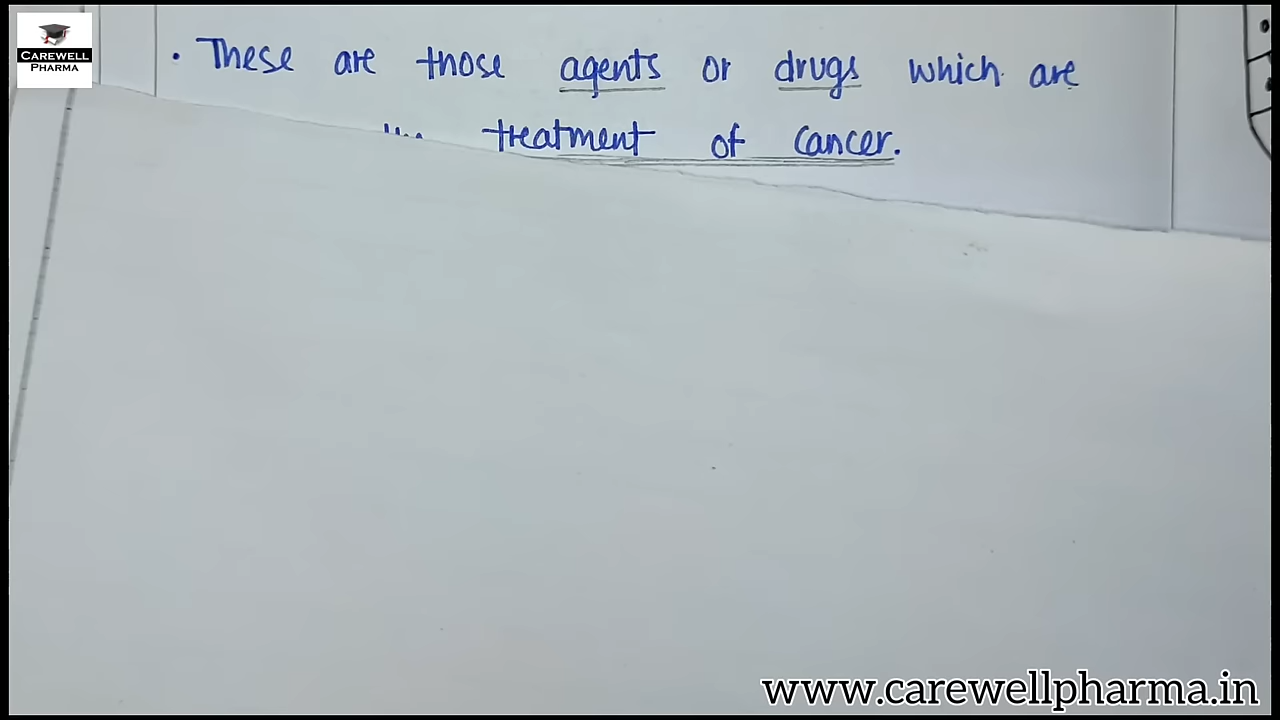 CAREWELL
PHARMA
• These are those agents or drugs which are
treatment of cancer.
www.carewellpharma.in